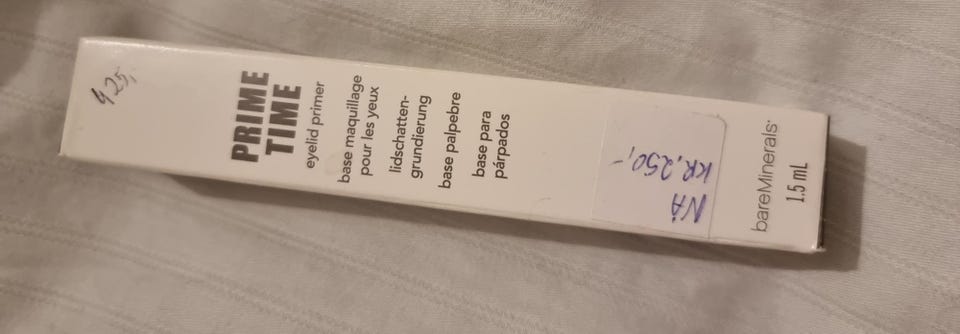 425,-
PRIME
TIME
eyelid primer
base maquillage
pour les yeux
lidschatten-
grundierung
base palpebre
base para
párpados
NÅ
KR.250,-
bareMinerals®
1.5 mL